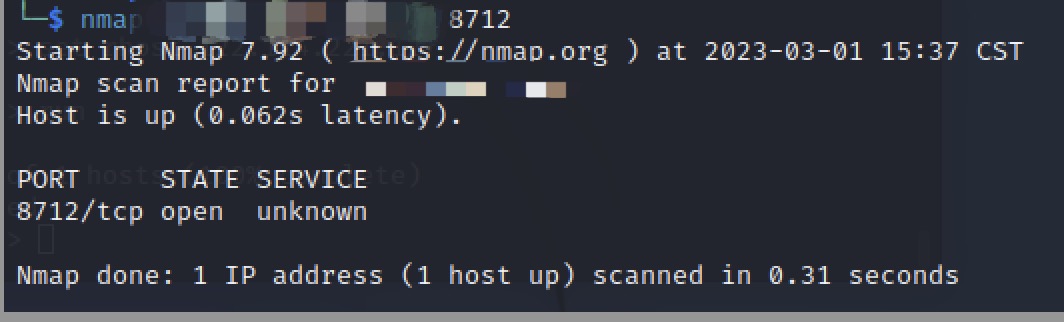 └─$ nmap 8712
Starting Nmap 7.92 ( https://nmap.org ) at 2023-03-01 15:37 CST
Nmap scan report for
Host is up (0.062s latency).
PORT STATE SERVICE
8712/tcp open unknown
Nmap done: 1 IP address (1 host up) scanned in 0.31 seconds